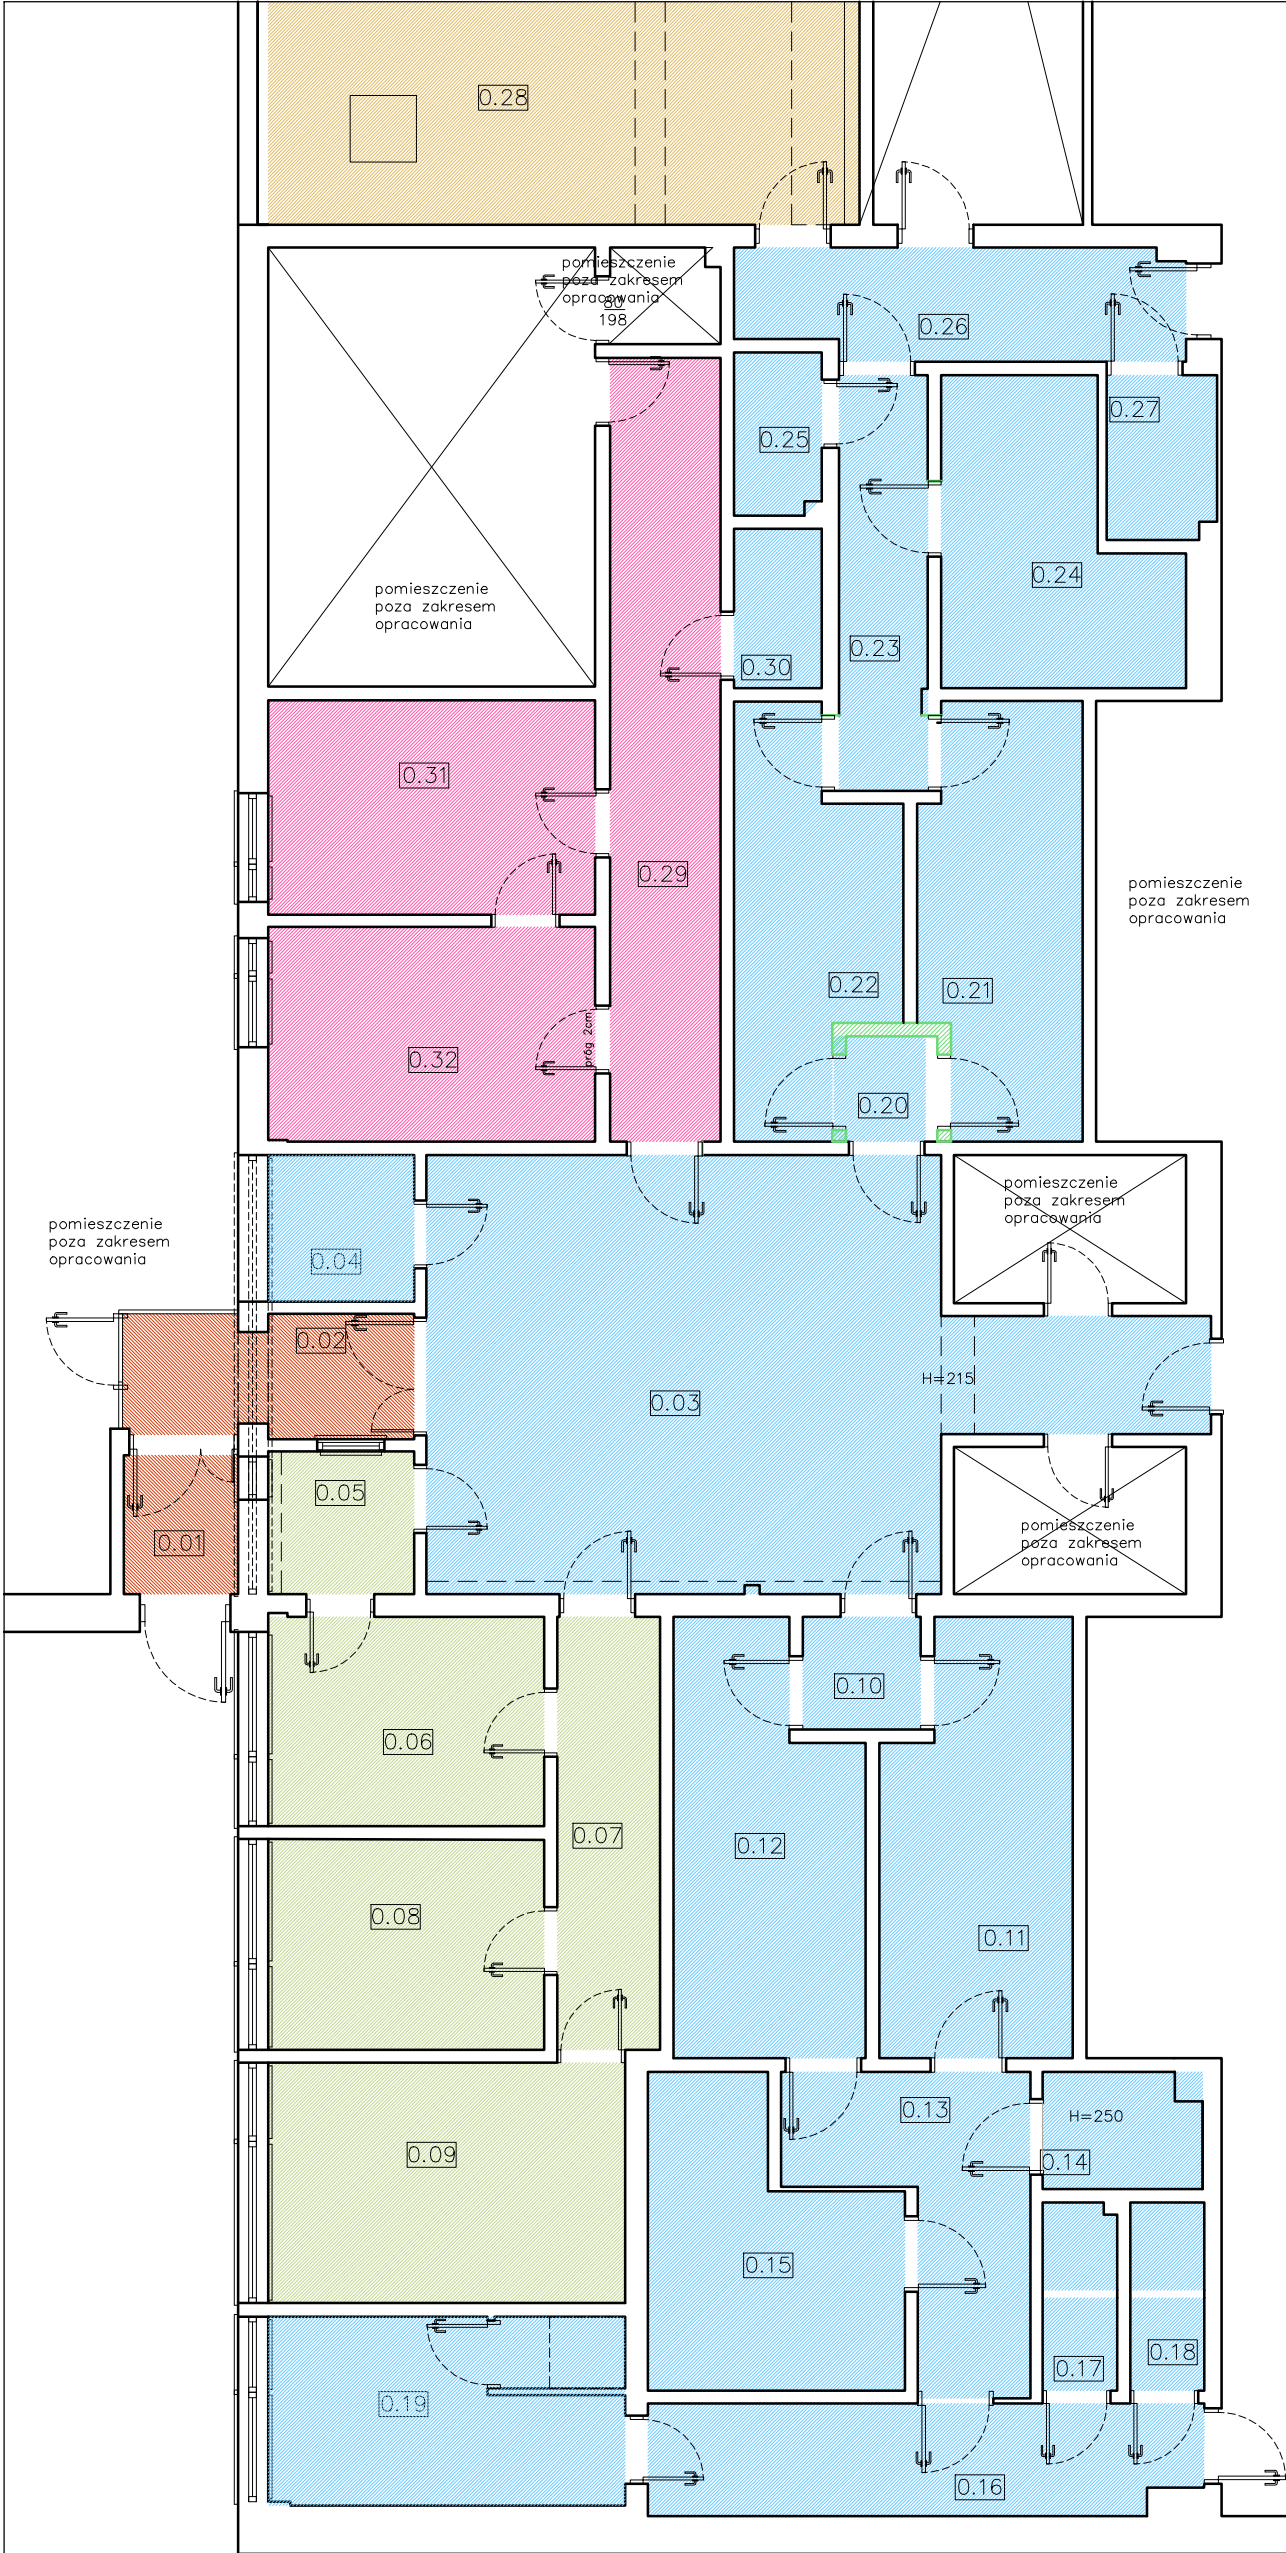 0.28
pomieszczenie
poza zakresem
opracowania
80
198
0.26
0.27
0.25
0.24
pomieszczenie
poza zakresem
opracowania
0.23
0.30
0.31
0.29
pomieszczenie
poza zakresem
opracowania
0.22
0.21
próg 2cm
0.32
0.20
pomieszczenie
poza zakresem
opracowania
pomieszczenie
poza zakresem
opracowania
0.04
0.02
H=215
0.03
0.05
0.01
pomieszczenie
poza zakresem
opracowania
0.10
0.06
0.07
0.12
0.08
0.11
0.13
H=250
0.09
0.14
0.15
0.18
0.17
0.19
0.16